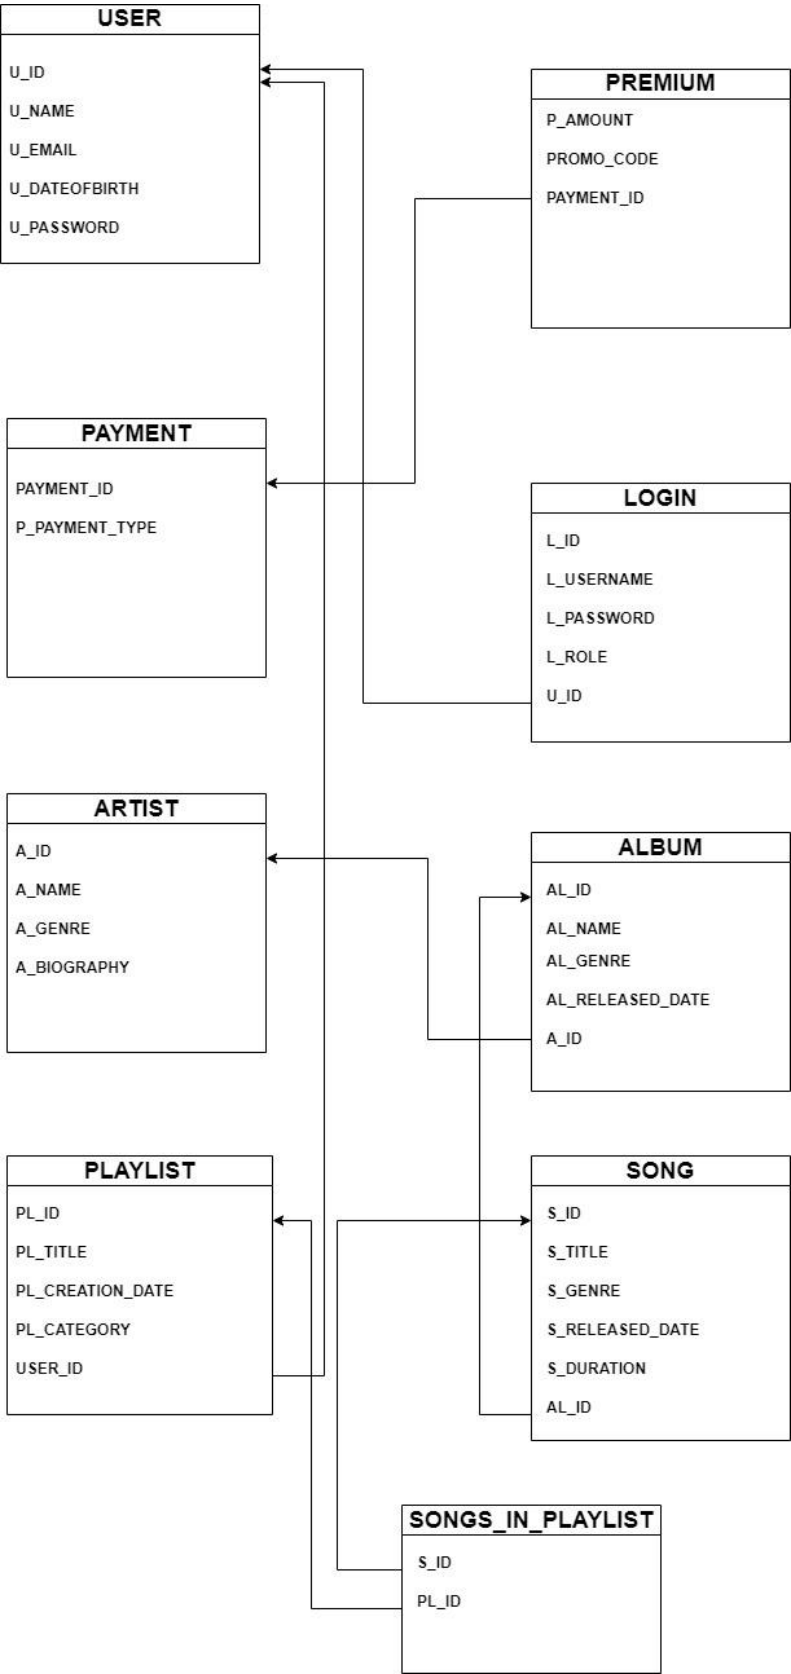 USER
U_ID
U_NAME
U_EMAIL
U_DATEOFBIRTH
U_PASSWORD
PREMIUM
P_AMOUNT
PROMO_CODE
PAYMENT_ID
PAYMENT
PAYMENT_ID
P_PAYMENT_TYPE
LOGIN
L_ID
L_USERNAME
L_PASSWORD
L_ROLE
U_ID
ARTIST
A_ID
A_NAME
A_GENRE
A_BIOGRAPHY
ALBUM
AL_ID
AL_NAME
AL_GENRE
AL_RELEASED_DATE
A_ID
PLAYLIST
PL_ID
PL_TITLE
PL_CREATION_DATE
PL_CATEGORY
USER_ID
SONG
S_ID
S_TITLE
S_GENRE
S_RELEASED_DATE
S_DURATION
AL_ID
SONGS_IN_PLAYLIST
S_ID
PL_ID